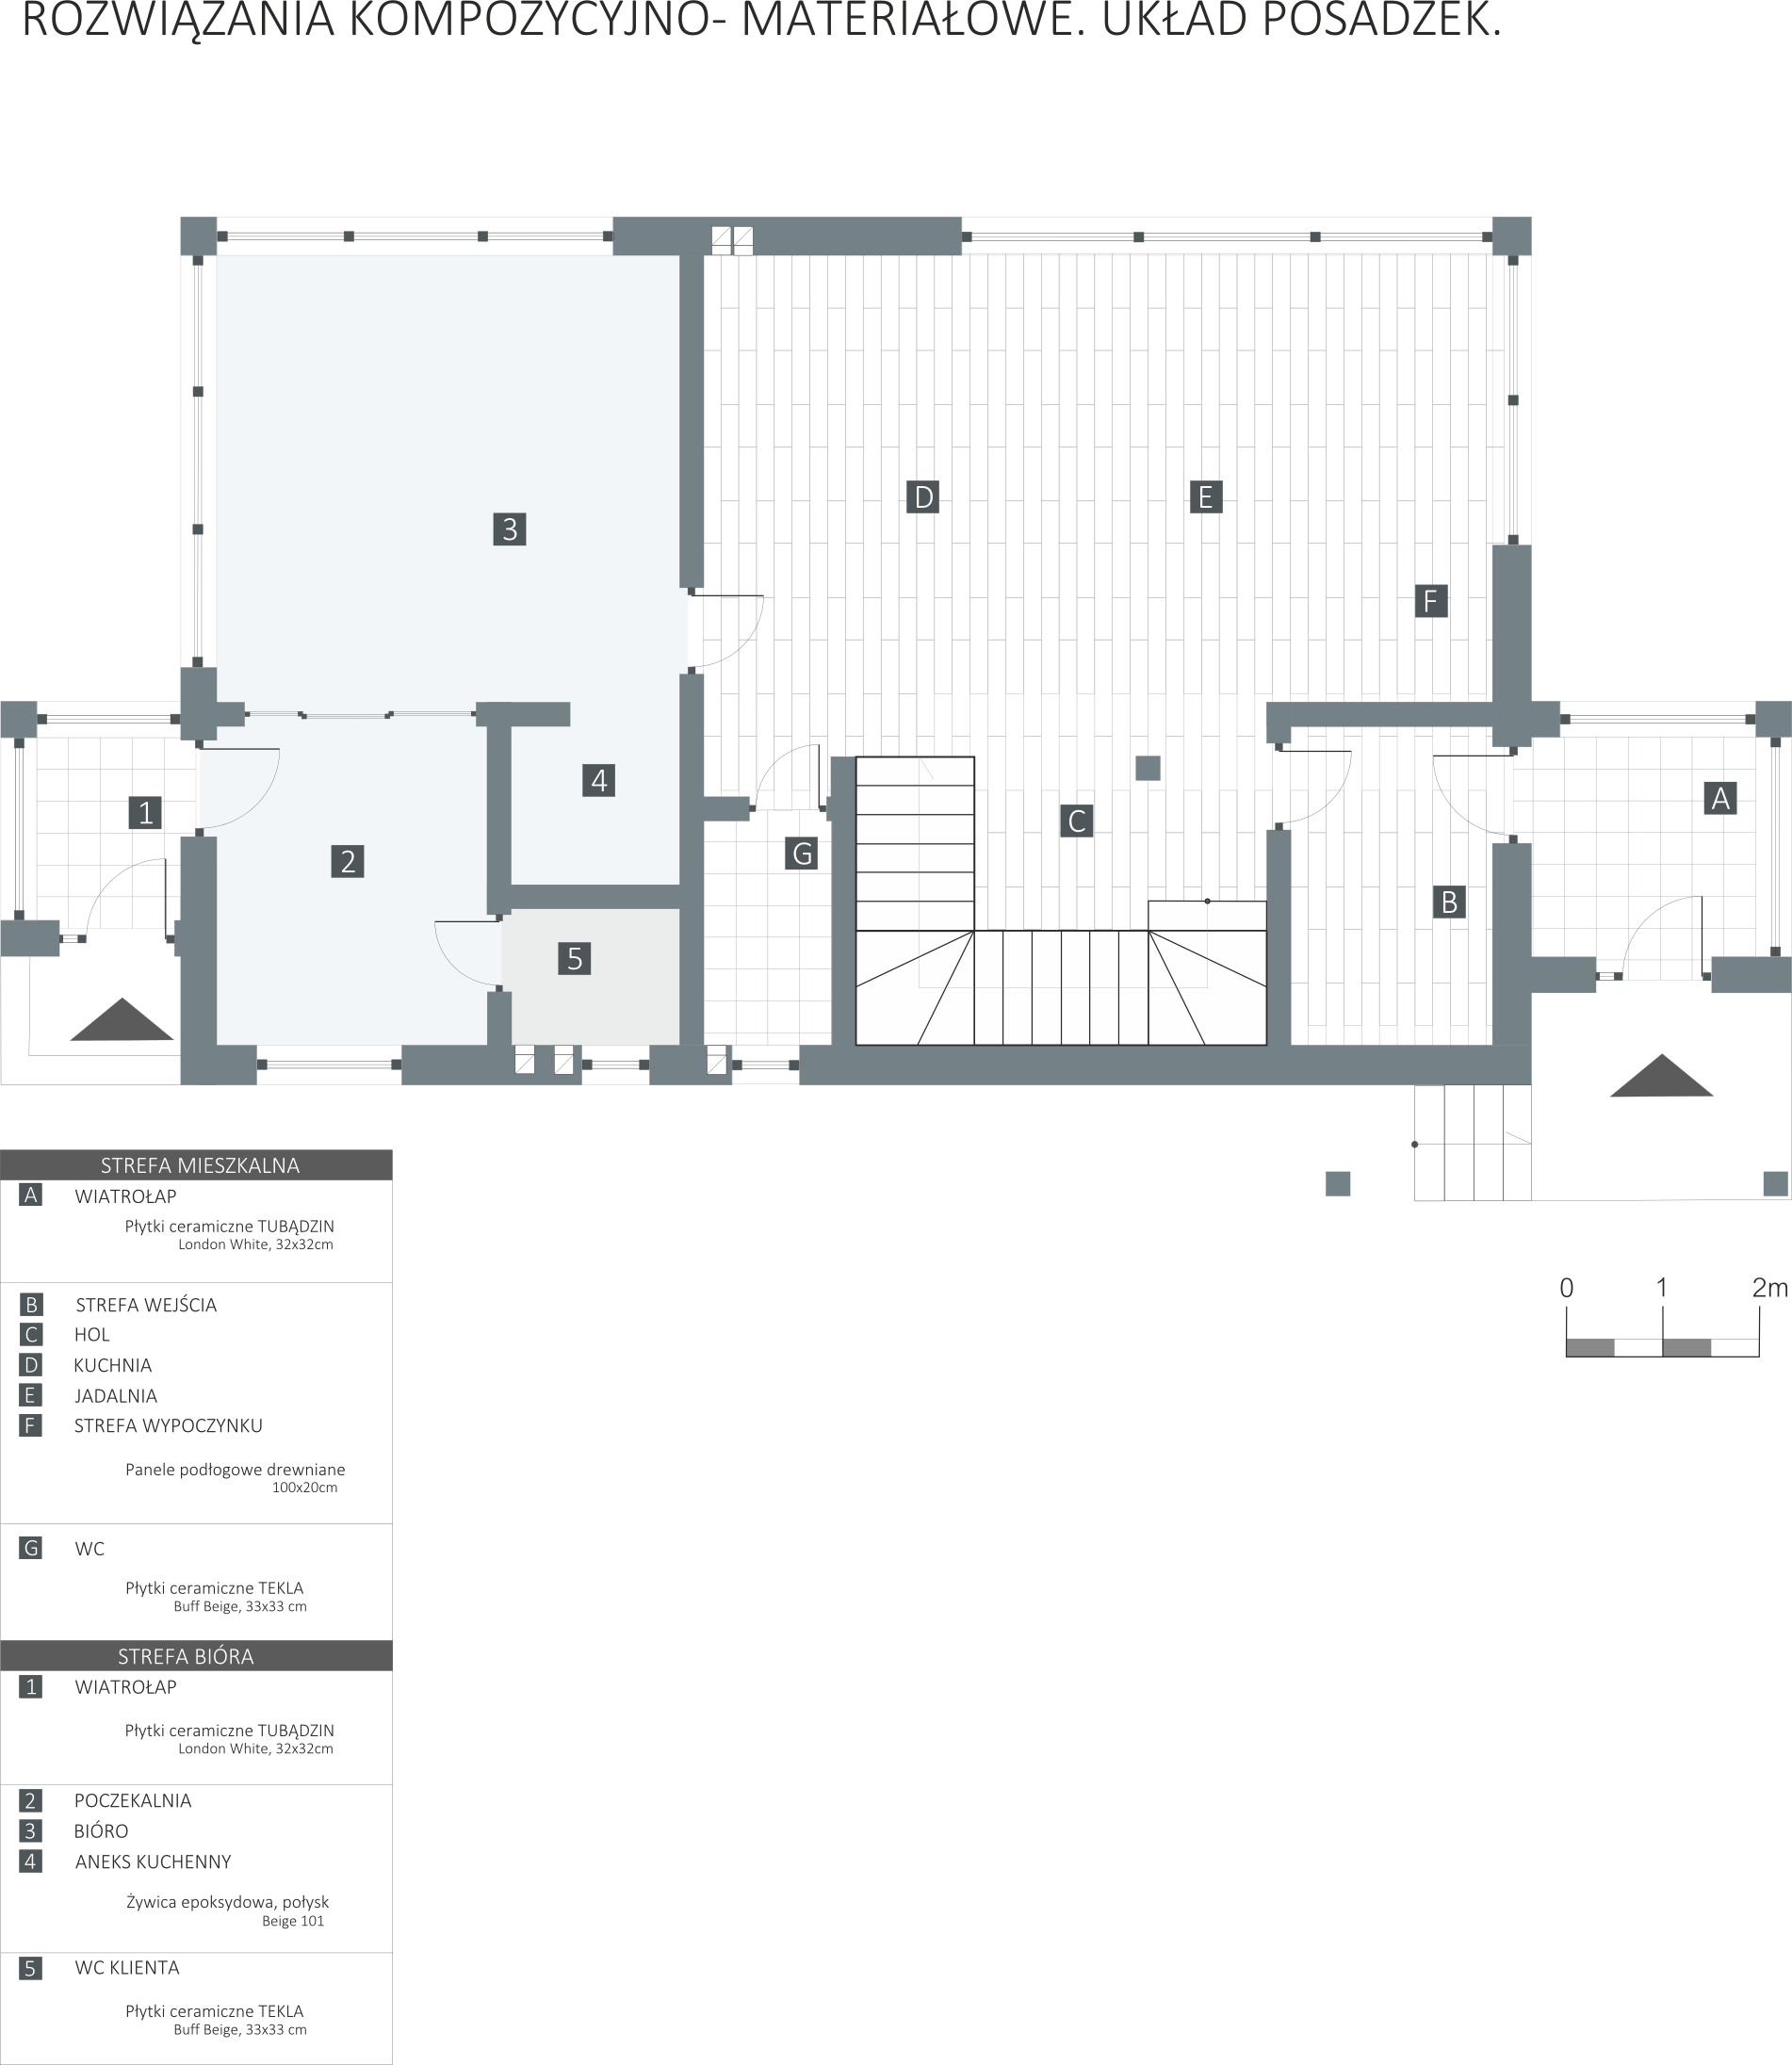 ROZWIĄZANIA KOMPOZYCYJNO- MATERIAŁOWE. UKŁAD POSADZEK.
D
E
3
F
4
A
1
C
2
G
B
5
STREFA MIESZKALNA
A WIATROŁAP
Płytki ceramiczne TUBĄDZIN
London White, 32x32cm
0 1 2m
B STREFA WEJŚCIA
C HOL
D KUCHNIA
E JADALNIA
F STREFA WYPOCZYNKU
Panele podłogowe drewniane
100x20cm
G WC
Płytki ceramiczne TEKLA
Buff Beige, 33x33 cm
STREFA BIÓRA
1 WIATROŁAP
Płytki ceramiczne TUBĄDZIN
London White, 32x32cm
2 POCZEKALNIA
3 BIÓRO
4 ANEKS KUCHENNY
Żywica epoksydowa, połysk
Beige 101
5 WC KLIENTA
Płytki ceramiczne TEKLA
Buff Beige, 33x33 cm